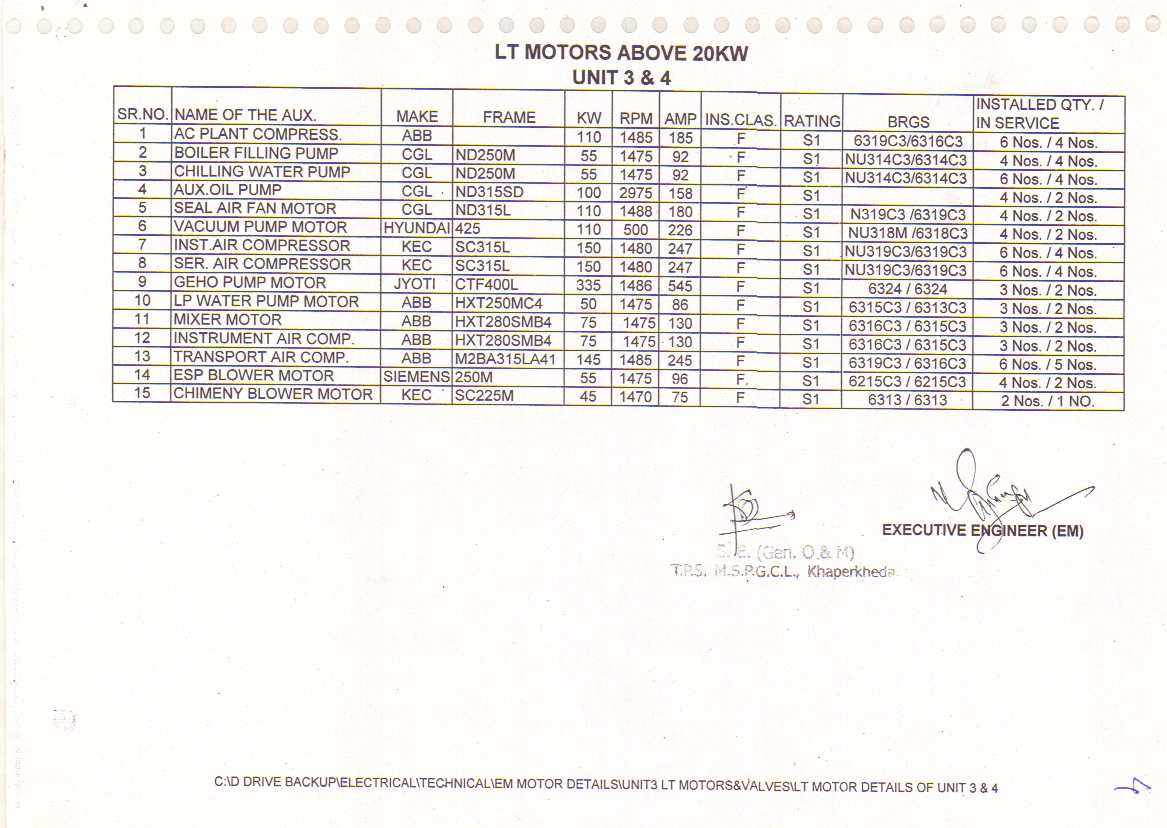 LT MOTORS ABOVE 20KW
UNIT 3 & 4
SR.NO. NAME OF THE AUX. MAKE FRAME KW RPM AMP INS.CLAS. RATING BRGS INSTALLED QTY. / IN SERVICE
1 AC PLANT COMPRESS. ABB 110 1485 185 F S1 6319C3/6316C3 6 Nos. / 4 Nos.
2 BOILER FILLING PUMP CGL ND250M 55 1475 92 F S1 NU314C3/6314C3 4 Nos. / 4 Nos.
3 CHILLING WATER PUMP CGL ND250M 55 1475 92 F S1 NU314C3/6314C3 6 Nos. / 4 Nos.
4 AUX.OIL PUMP CGL ND315SD 100 2975 158 F S1 4 Nos. / 2 Nos.
5 SEAL AIR FAN MOTOR CGL ND315L 110 1488 180 F S1 N319C3 /6319C3 4 Nos. / 2 Nos.
6 VACUUM PUMP MOTOR HYUNDAI 425 110 500 226 F S1 NU318M /6318C3 4 Nos. / 2 Nos.
7 INST.AIR COMPRESSOR KEC SC315L 150 1480 247 F S1 NU319C3/6319C3 6 Nos. / 4 Nos.
8 SER. AIR COMPRESSOR KEC SC315L 150 1480 247 F S1 NU319C3/6319C3 6 Nos. / 4 Nos.
9 GEHO PUMP MOTOR JYOTI CTF400L 335 1486 545 F S1 6324 / 6324 3 Nos. / 2 Nos.
10 LP WATER PUMP MOTOR ABB HXT250MC4 50 1475 86 F S1 6315C3 / 6313C3 3 Nos. / 2 Nos.
11 MIXER MOTOR ABB HXT280SMB4 75 1475 130 F S1 6316C3 / 6315C3 3 Nos. / 2 Nos.
12 INSTRUMENT AIR COMP. ABB HXT280SMB4 75 1475 130 F S1 6316C3 / 6315C3 3 Nos. / 2 Nos.
13 TRANSPORT AIR COMP. ABB M2BA315LA41 145 1485 245 F S1 6319C3 / 6316C3 6 Nos. / 5 Nos.
14 ESP BLOWER MOTOR SIEMENS 250M 55 1475 96 F S1 6215C3 / 6215C3 4 Nos. / 2 Nos.
15 CHIMENY BLOWER MOTOR KEC SC225M 45 1470 75 F S1 6313 / 6313 2 Nos. / 1 NO.
EXECUTIVE ENGINEER (EM)
S. E. (Gen. O & M)
T.P.S. M.S.P.G.C.L., Khaperkheda.
C:\D DRIVE BACKUP\ELECTRICAL\TECHNICAL\EM MOTOR DETAILS\UNIT3 LT MOTORS&VALVES\LT MOTOR DETAILS OF UNIT 3 & 4